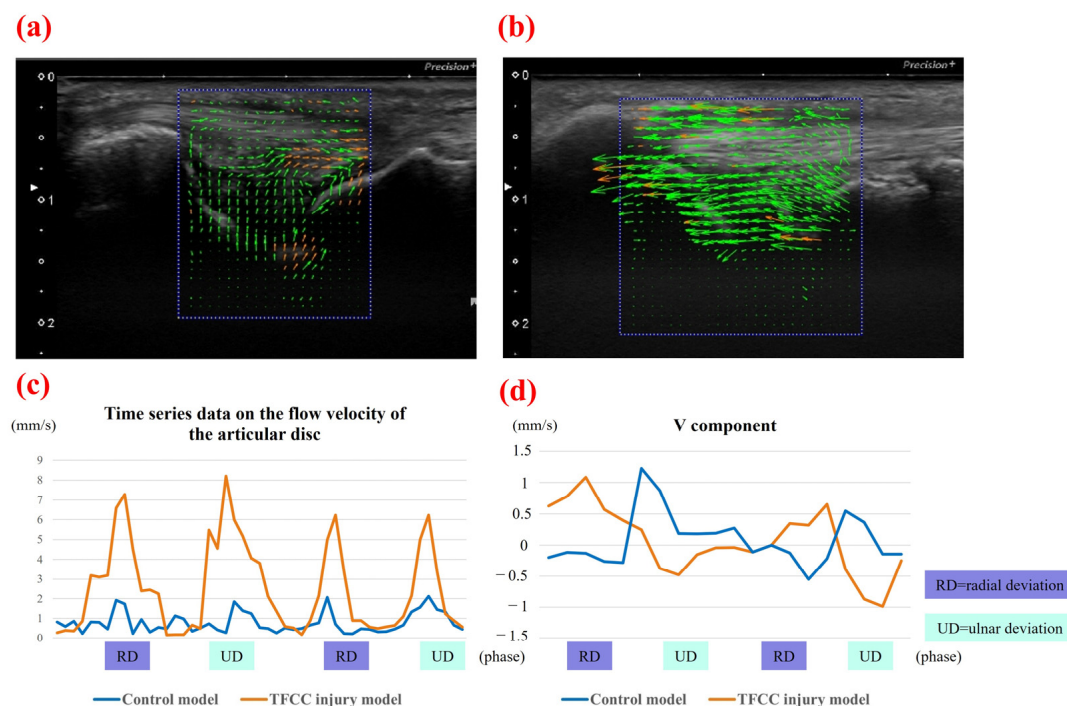 (a)
(b)
Precision+
Precision+
0
1
2
0
1
2
(c)
(d)
(mm/s)
Time series data on the flow velocity of
the articular disc
(mm/s)
V component
9
8
7
6
5
4
3
2
1
0
1.5
1
0.5
0
−0.5
−1
−1.5
RD
UD
RD
UD
(phase)
RD
UD
RD
UD
(phase)
RD=radial deviation
UD=ulnar deviation
Control model
TFCC injury model
Control model
TFCC injury model